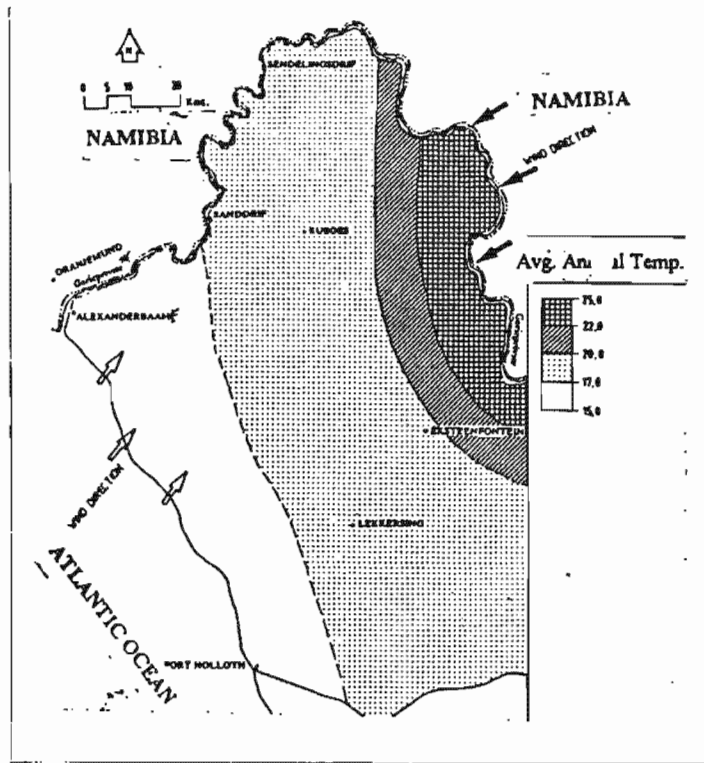 N
SENDELINGSDRIF
0 5 10 20
Kms.
NAMIBIA
NAMIBIA
WIND DIRECTION
SANDDRIF
KUBOES
ORANJEMUND
Avg. An al Temp.
ALEXANDERBAAI
25,0
22,0
20,0
17,0
15,0
EKSTEENFONTEIN
WIND DIRECTION
LEKKERSING
ATLANTIC OCEAN
PORT NOLLOTH